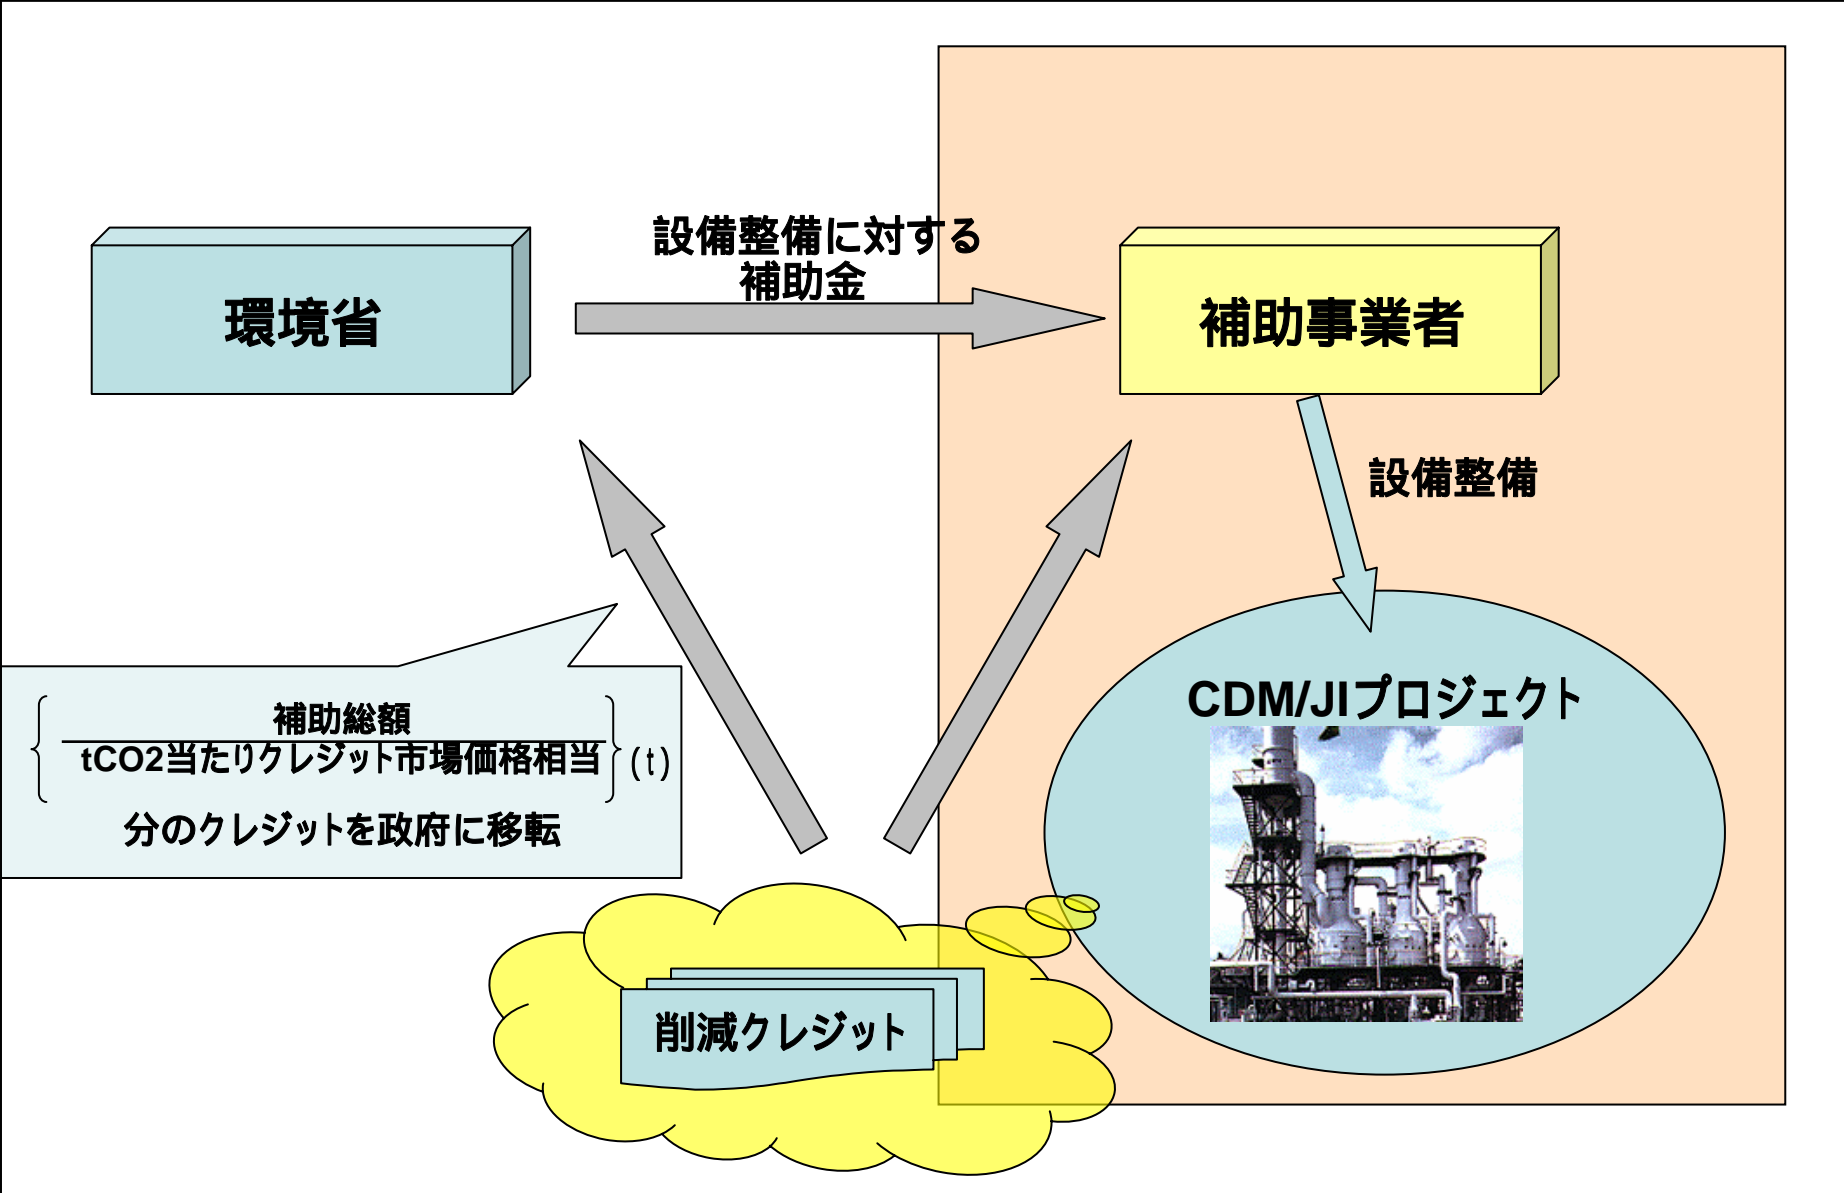 設備整備に対する
補助金
環境省
補助事業者
設備整備
CDM/JIプロジェクト
補助総額
tCO2当たりクレジット市場価格相当
(t)
分のクレジットを政府に移転
削減クレジット